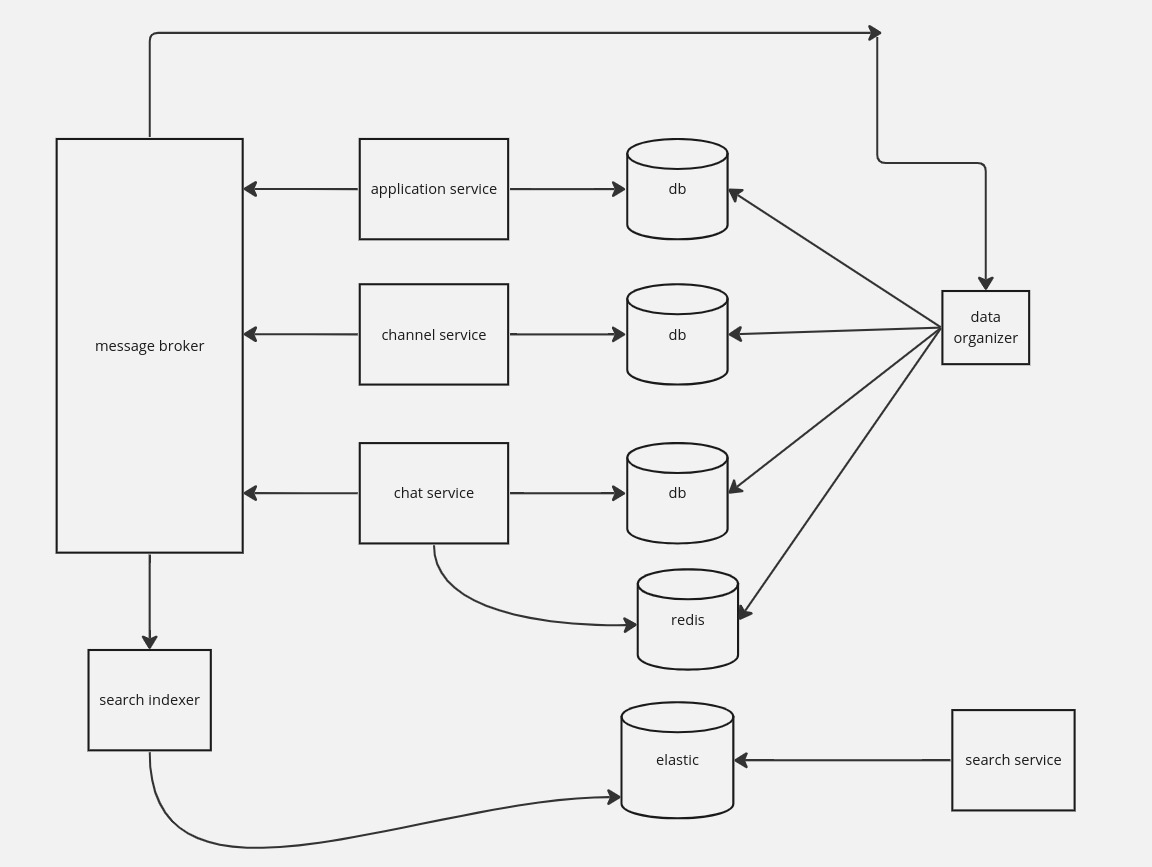 application service
db
message broker
channel service
db
data
organizer
chat service
db
redis
search indexer
elastic
search service